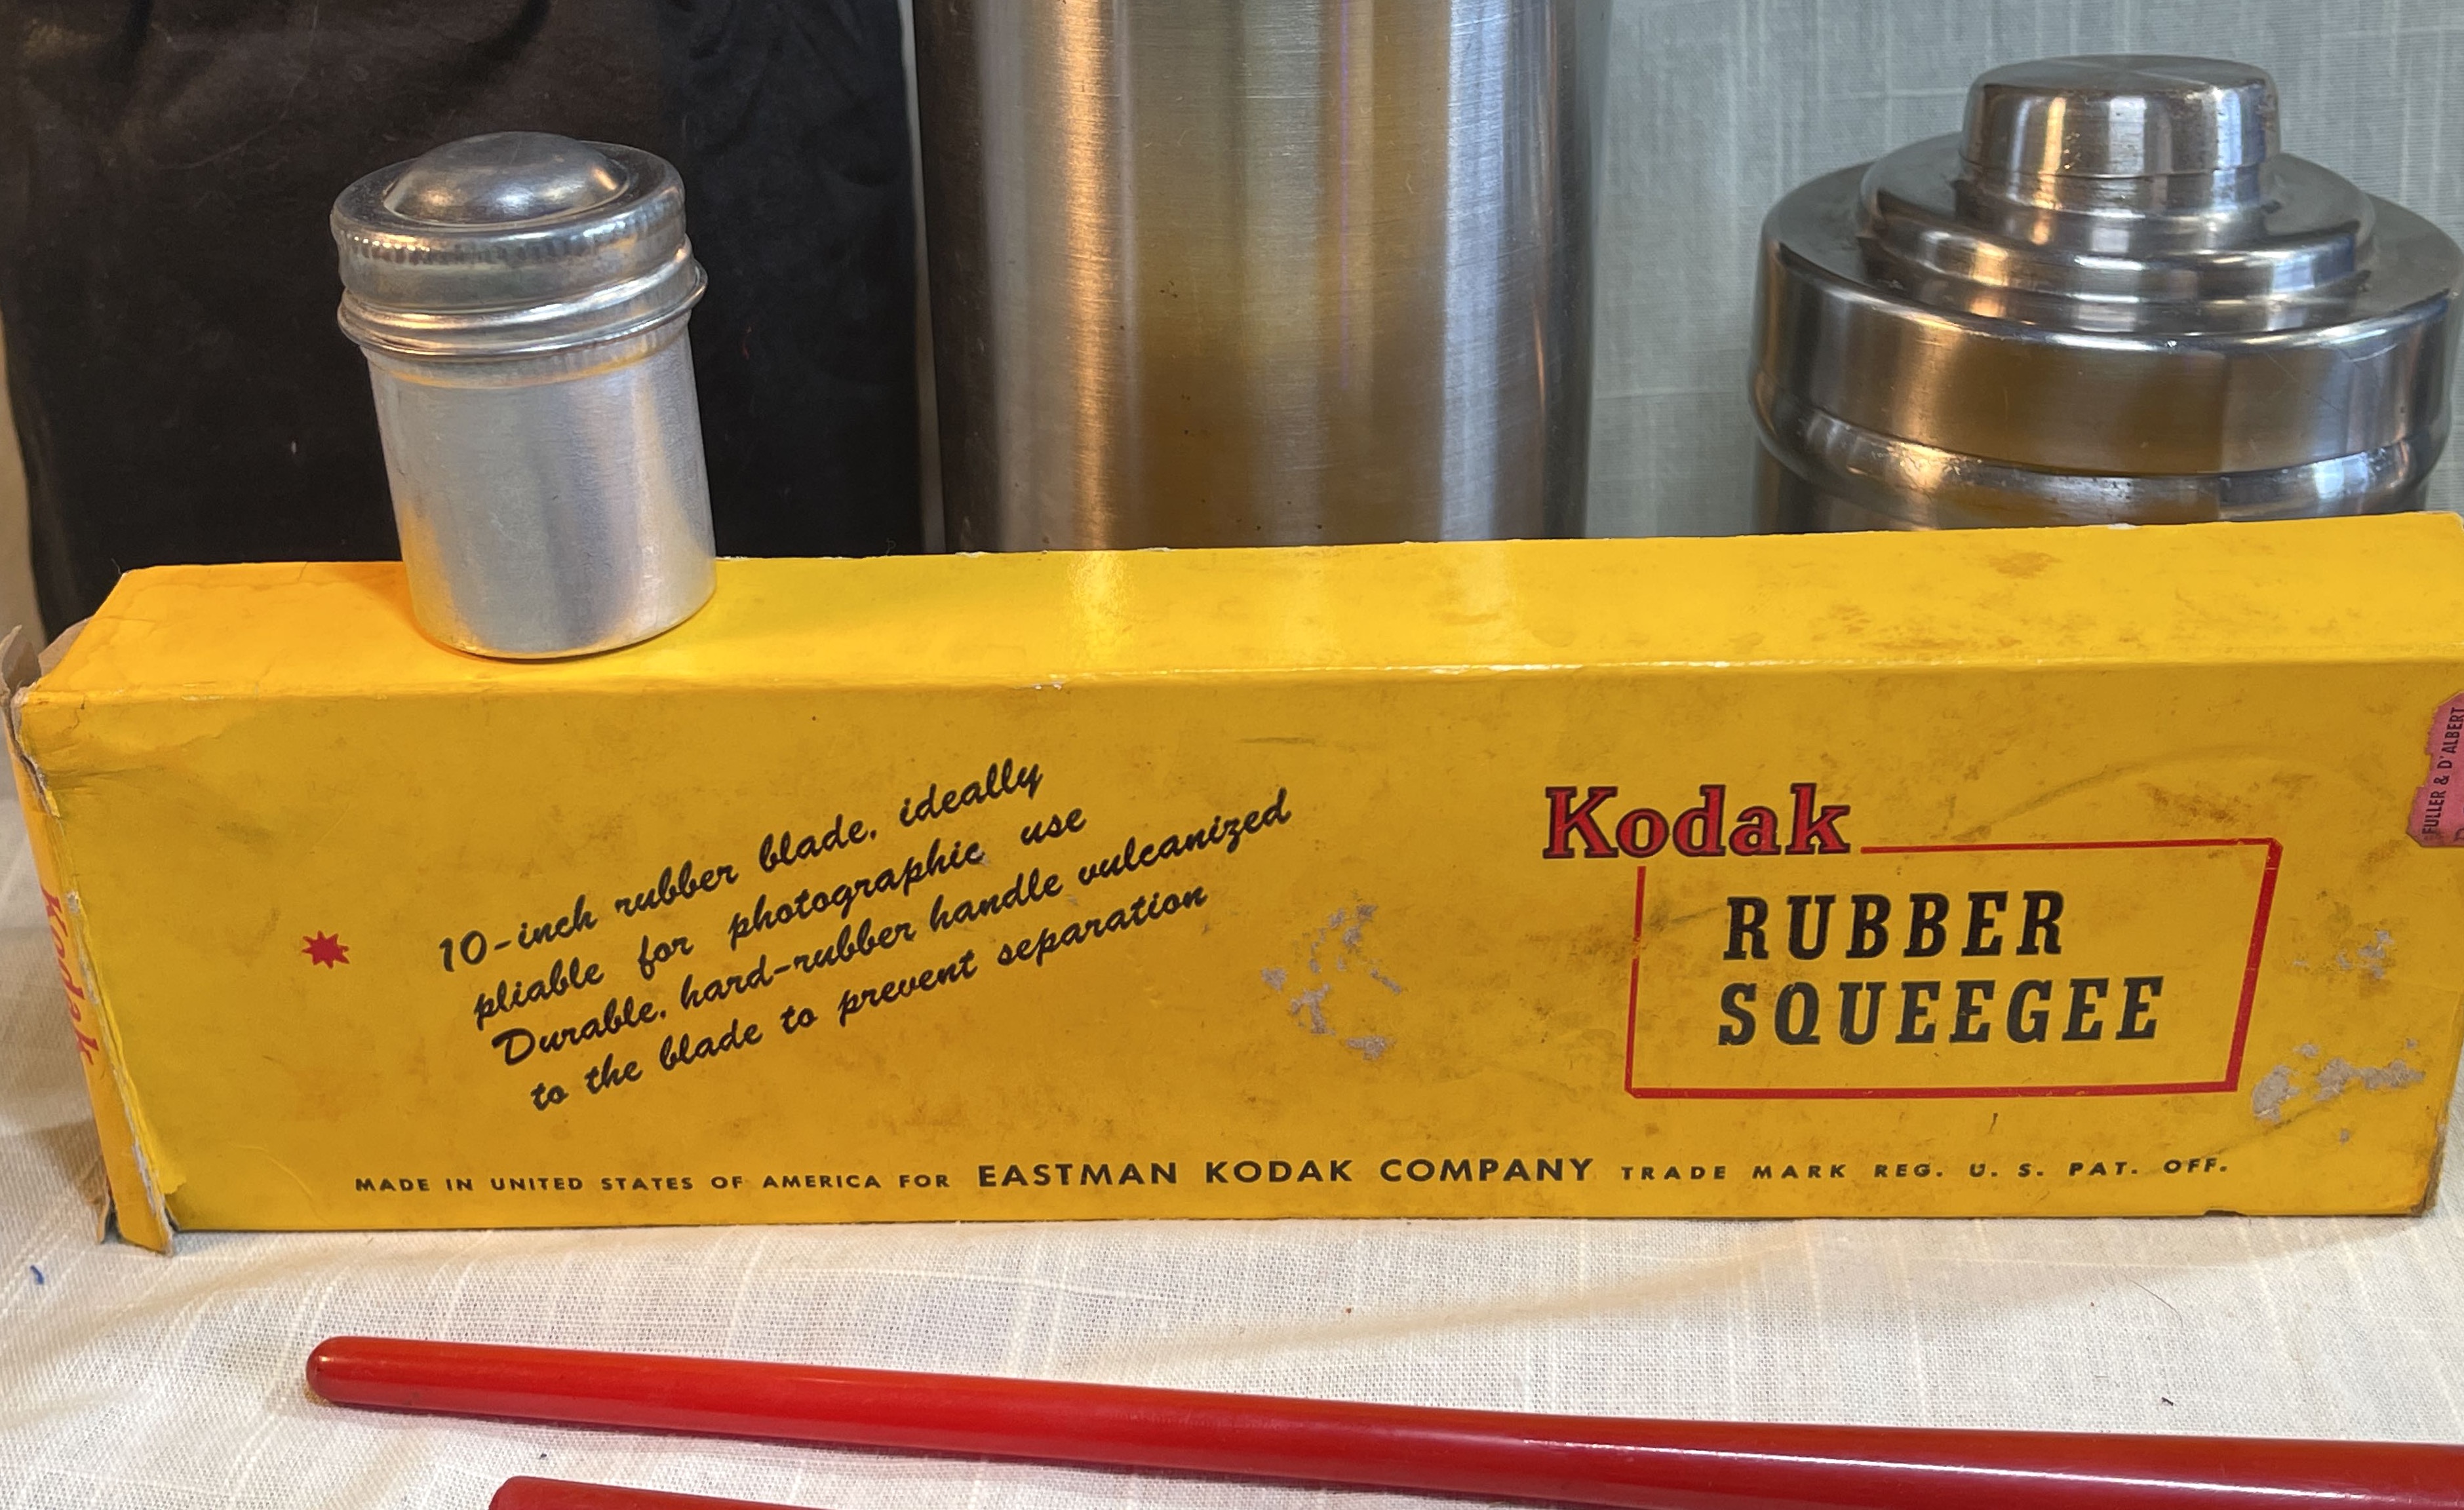 10-inch rubber blade, ideally
pliable for photographic use
Durable, hard-rubber handle vulcanized
to the blade to prevent separation
Kodak
RUBBER
SQUEEGEE
MADE IN UNITED STATES OF AMERICA FOR EASTMAN KODAK COMPANY TRADE MARK REG. U. S. PAT. OFF.
Kodak
FULLER & D'ALBERT